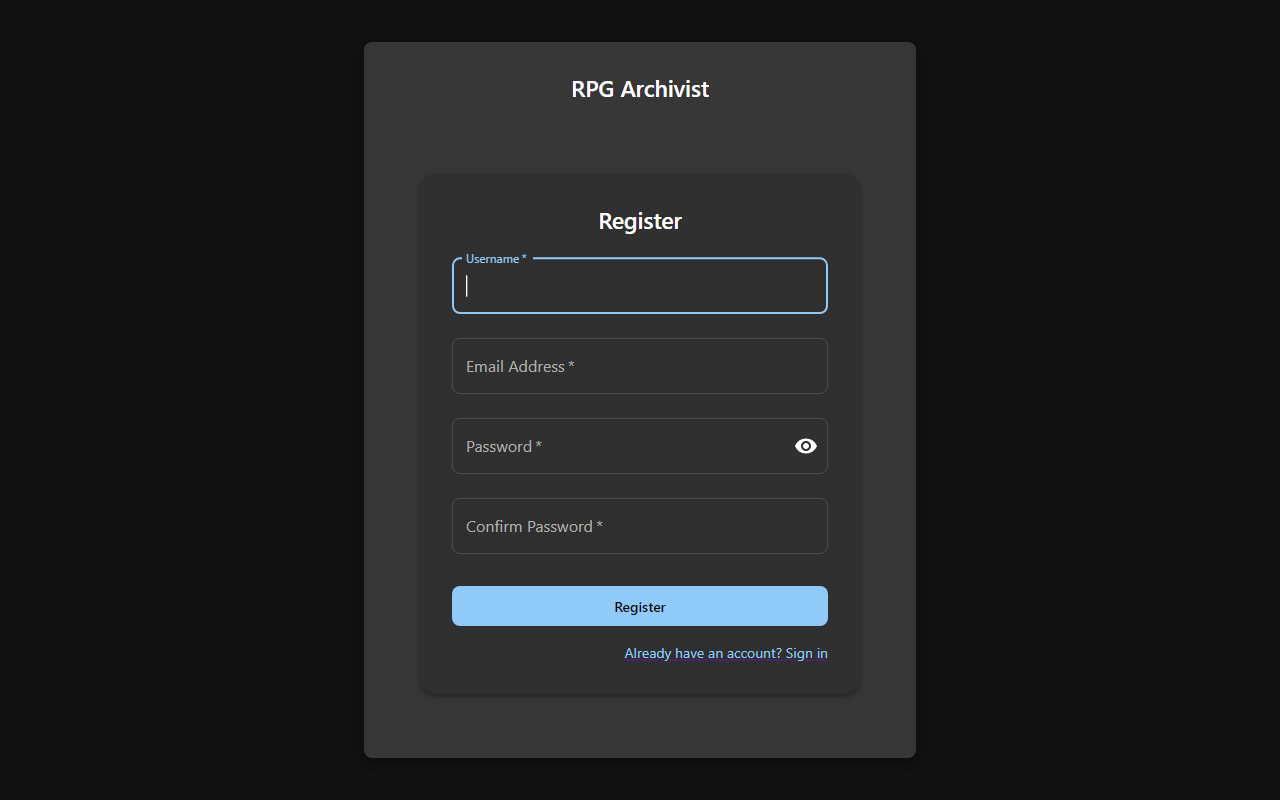 RPG Archivist
Register
Username *
Email Address *
Password *
Confirm Password *
Register
Already have an account? Sign in